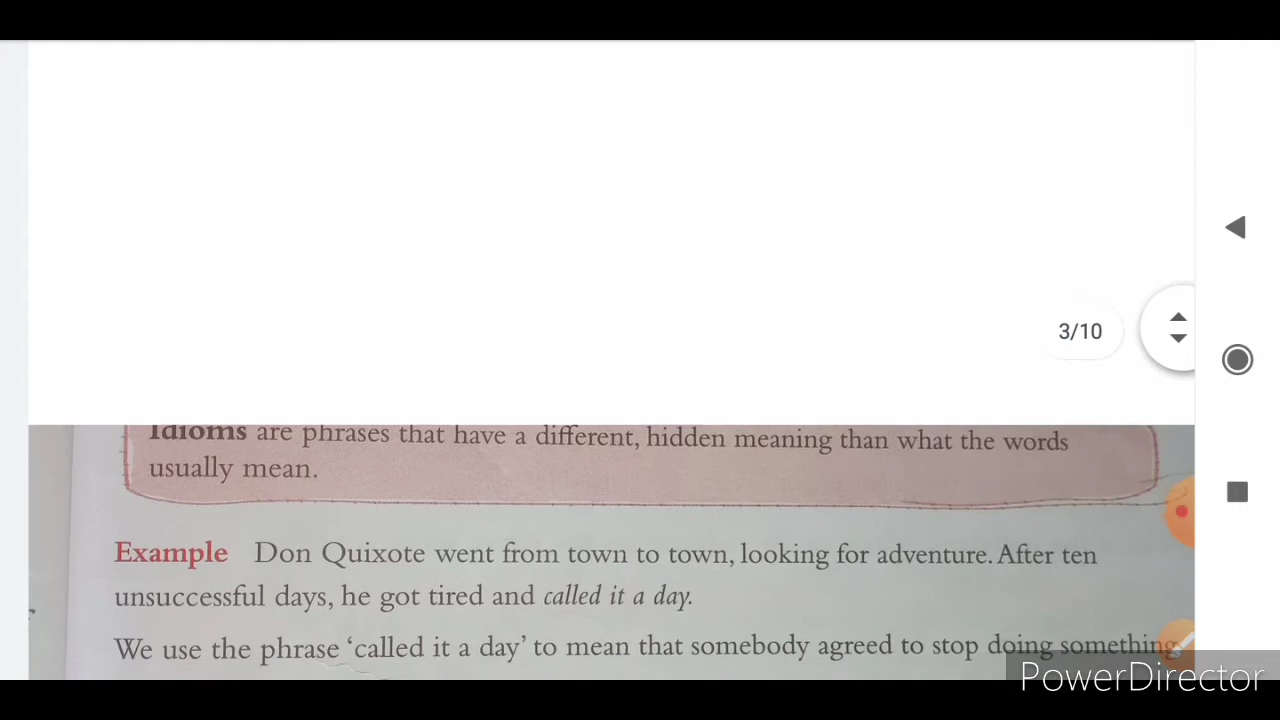 3/10
Idioms are phrases that have a different, hidden meaning than what the words
usually mean.
Example Don Quixote went from town to town, looking for adventure. After ten
unsuccessful days, he got tired and called it a day.
We use the phrase ‘called it a day’ to mean that somebody agreed to stop doing something
PowerDirector